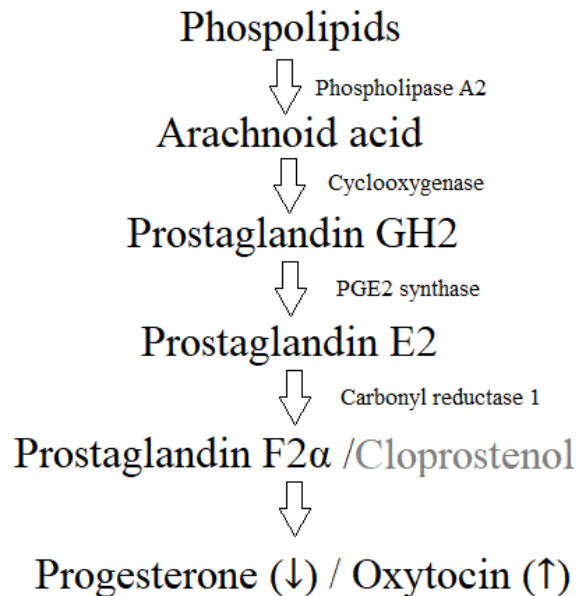 Phospolipids
Phospholipase A2
Arachnoid acid
Cyclooxygenase
Prostaglandin GH2
PGE2 synthase
Prostaglandin E2
Carbonyl reductase 1
Prostaglandin F2α /Cloprostenol
Progesterone (↓) / Oxytocin (↑)